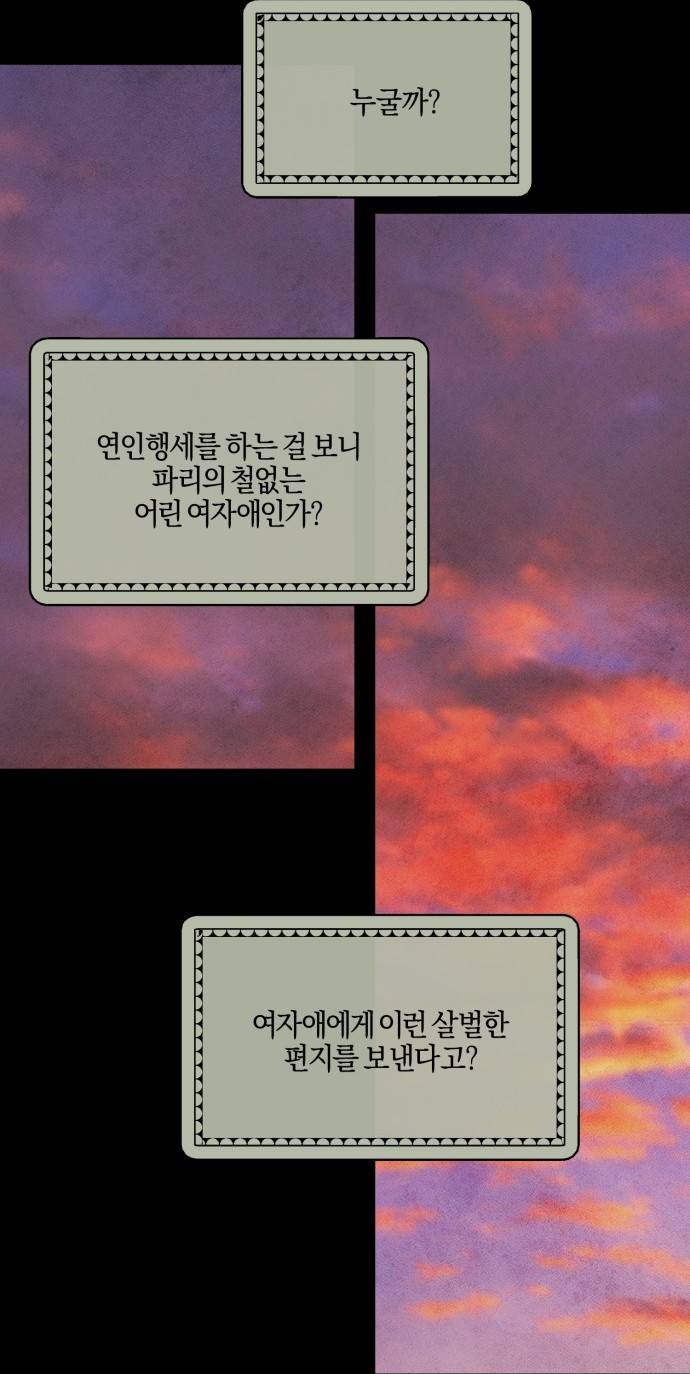 누굴까?
연인행세를 하는 걸 보니
파리의 철없는
어린 여자애인가?
여자애에게 이런 살벌한
편지를 보낸다고?